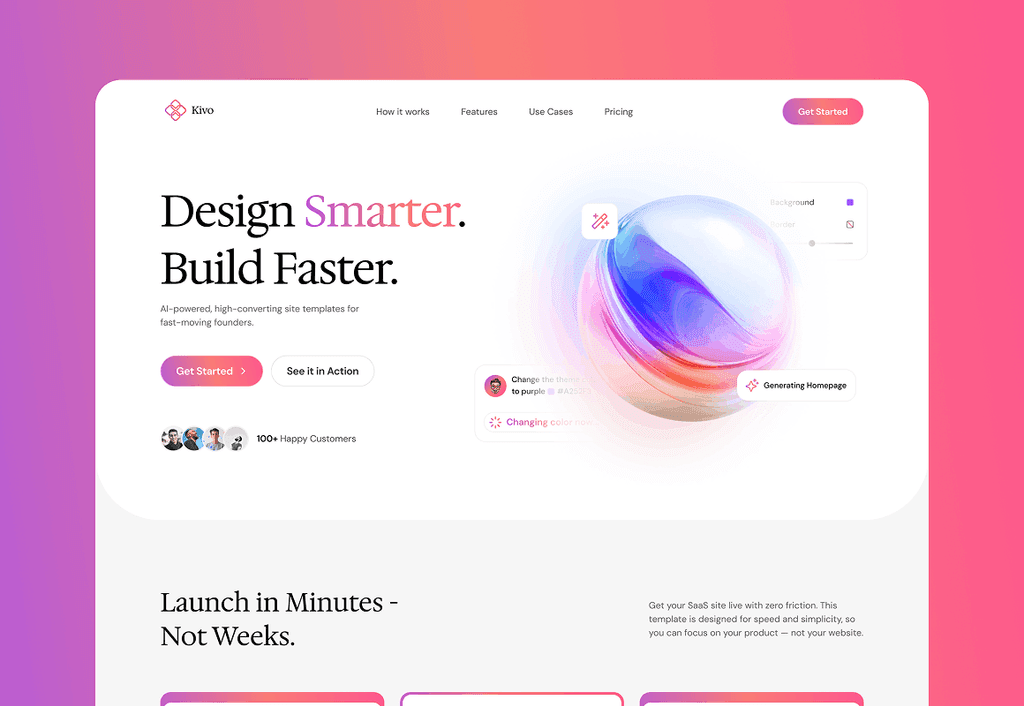 Kivo
How it works
Features
Use Cases
Pricing
Get Started
Design Smarter.
Build Faster.
AI-powered, high-converting site templates for
fast-moving founders.
Get Started
See it in Action
100+ Happy Customers
Background
Border
Change the theme
to purple
Changing color now
Generating Homepage
Launch in Minutes -
Not Weeks.
Get your SaaS site live with zero friction. This
template is designed for speed and simplicity, so
you can focus on your product — not your website.